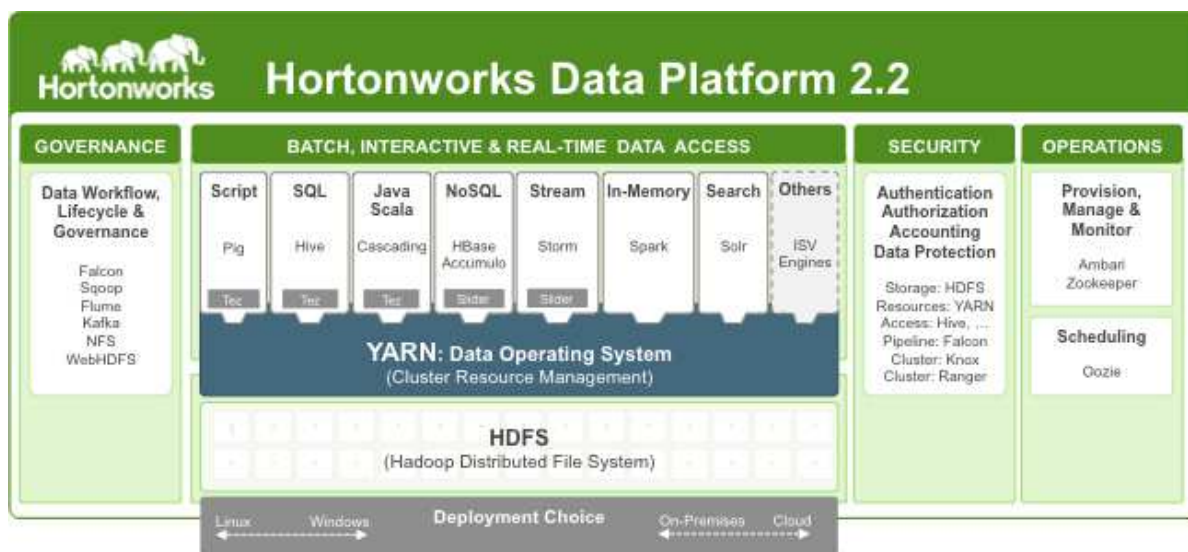 Hortonworks
Hortonworks Data Platform 2.2
GOVERNANCE
Data Workflow,
Lifecycle &
Governance
Falcon
Sqoop
Flume
Kafka
NFS
WebHDFS
BATCH, INTERACTIVE & REAL-TIME DATA ACCESS
Script
Pig
Tez
SQL
Hive
Tez
Java
Scala
Cascading
Tez
NoSQL
HBase
Accumulo
Slider
Stream
Storm
Slider
In-Memory
Spark
Search
Solr
Others
ISV
Engines
YARN: Data Operating System
(Cluster Resource Management)
HDFS
(Hadoop Distributed File System)
Deployment Choice
Linux Windows
On-Premises Cloud
SECURITY
Authentication
Authorization
Accounting
Data Protection
Storage: HDFS
Resources: YARN
Access: Hive, ...
Pipeline: Falcon
Cluster: Knox
Cluster: Ranger
OPERATIONS
Provision,
Manage &
Monitor
Ambari
Zookeeper
Scheduling
Oozie